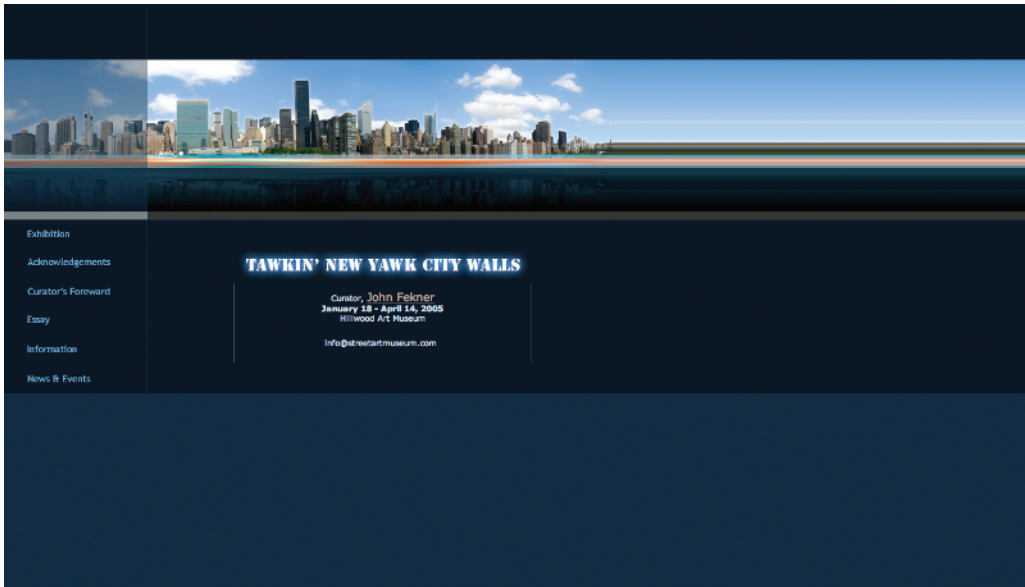 Exhibition
Acknowledgements
Curator's Foreward
Essay
Information
News & Events
TAWKIN' NEW YAWK CITY WALLS
Curator, John Fekner
January 18 - April 14, 2005
Hillwood Art Museum
info@streetartmuseum.com